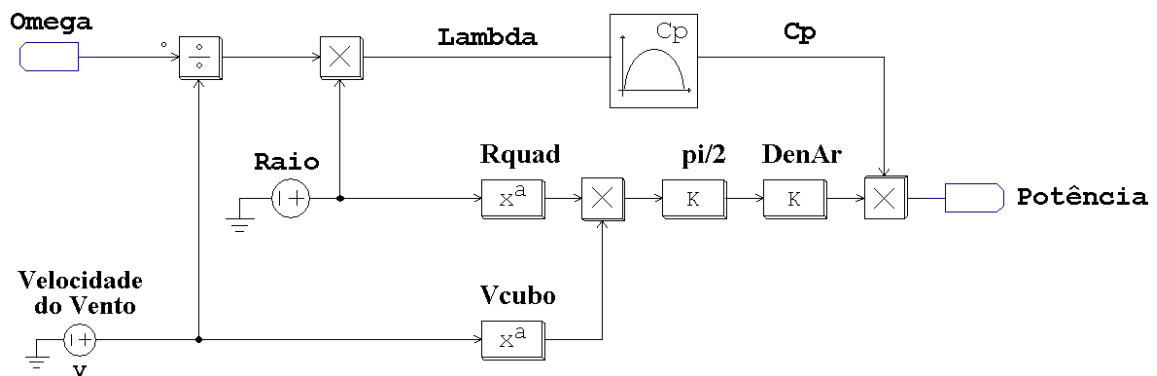 Omega
÷
×
Lambda
Cp
Cp
Raio
Rquad
pi/2
DenAr
x^a
×
K
K
×
Potência
Velocidade
do Vento
V
Vcubo
x^a